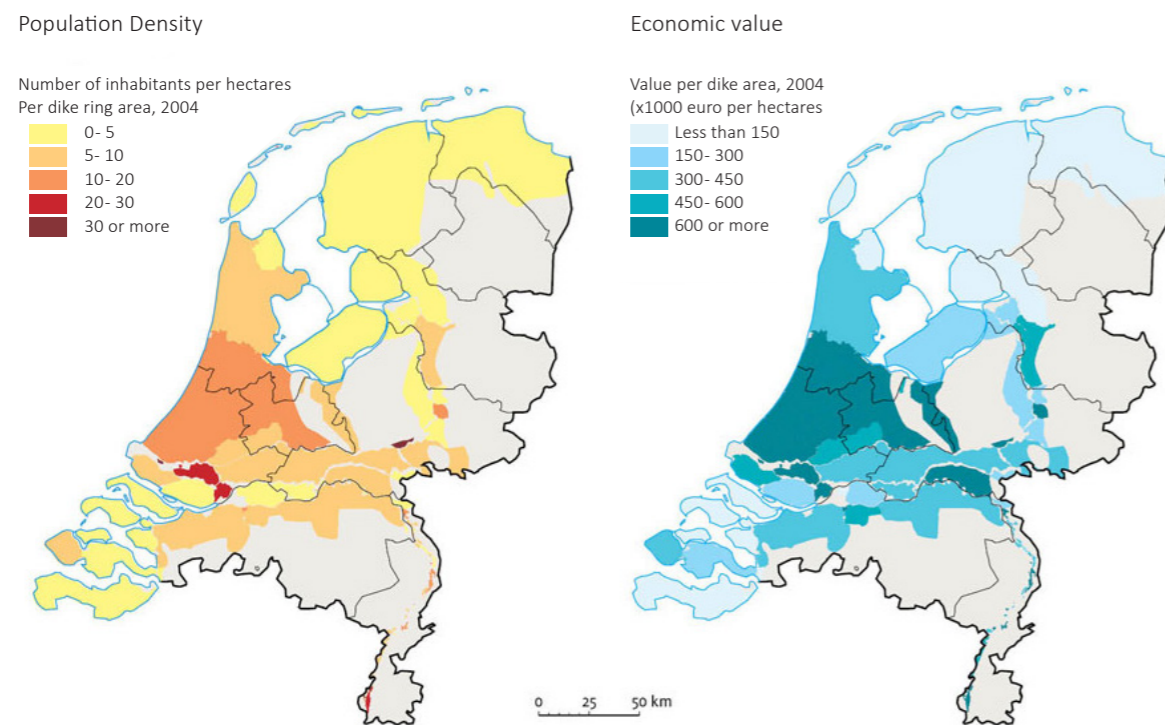 Population Density
Number of inhabitants per hectares
Per dike ring area, 2004
0- 5
5- 10
10- 20
20- 30
30 or more
Economic value
Value per dike area, 2004
(x1000 euro per hectares
Less than 150
150- 300
300- 450
450- 600
600 or more
0 25 50 km